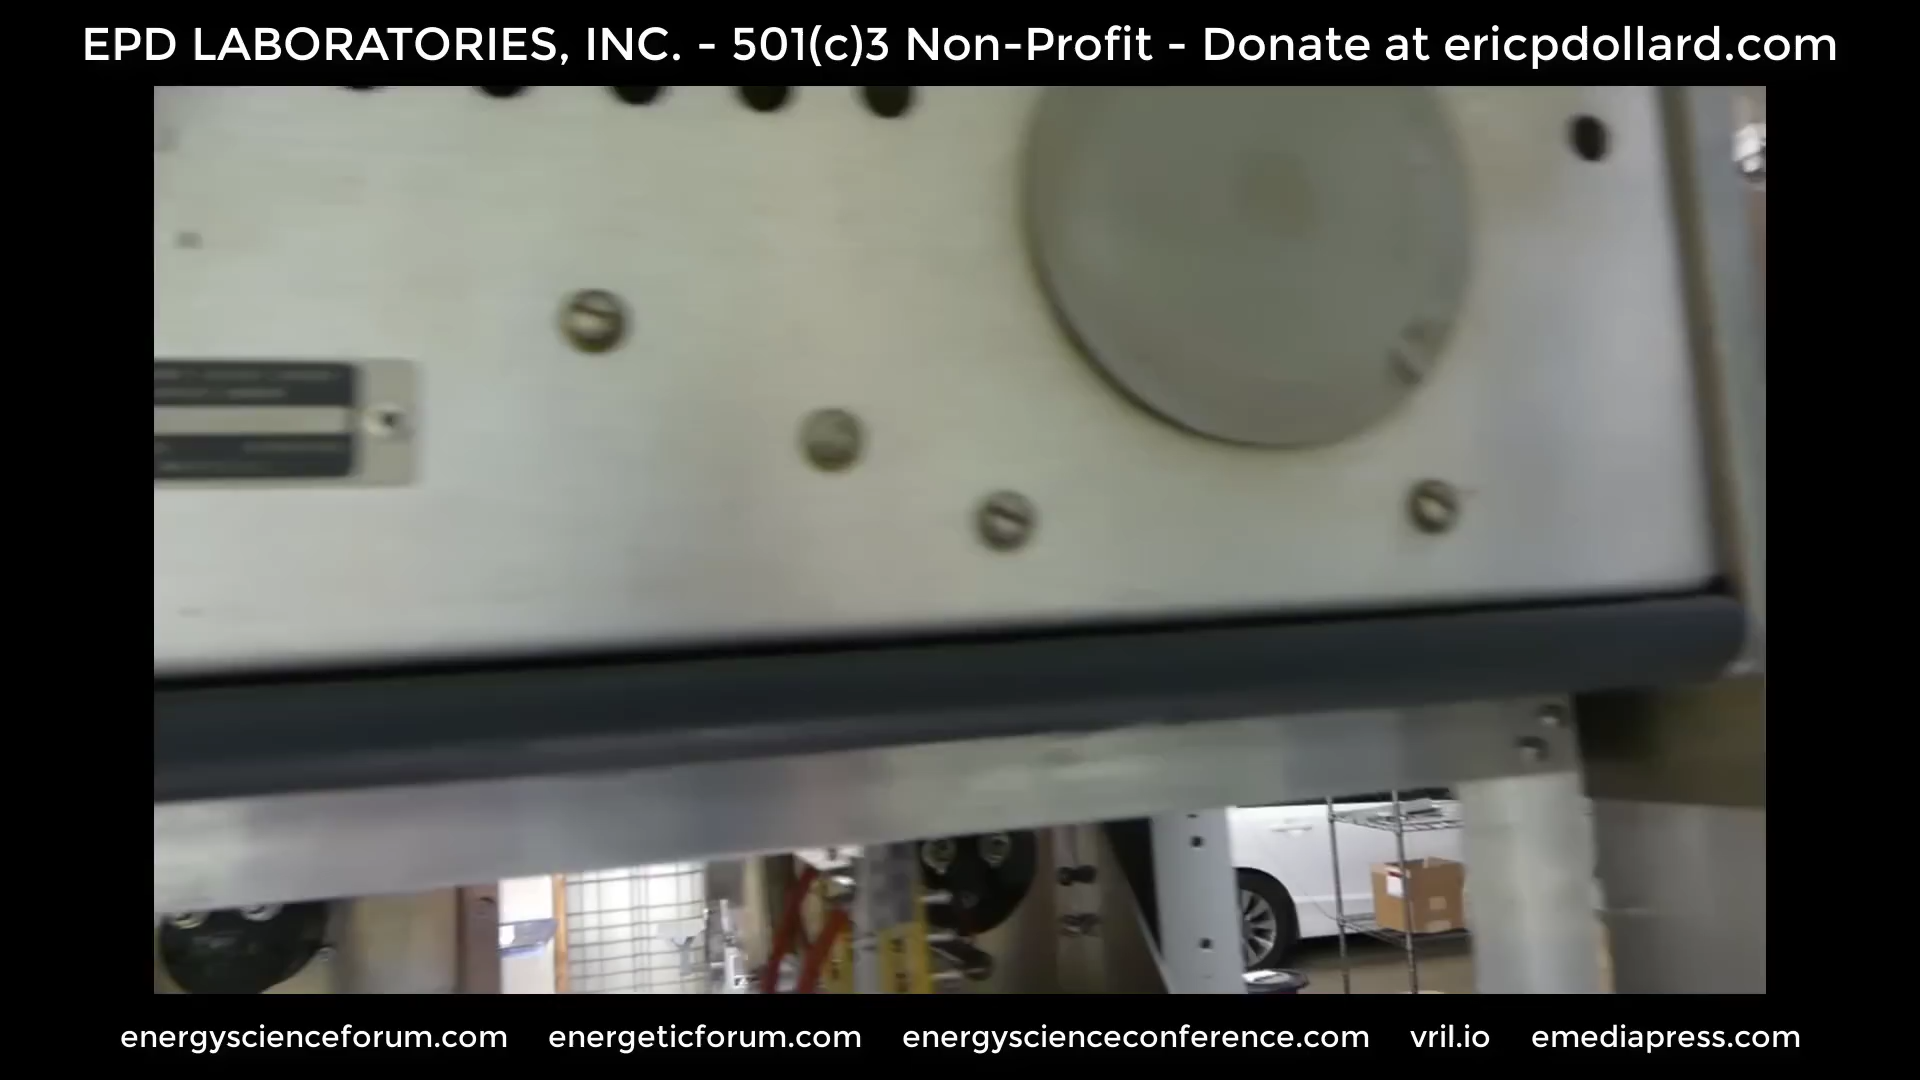 EPD LABORATORIES, INC. - 501(c)3 Non-Profit - Donate at ericpdollard.com
energyscienceforum.com energeticforum.com energyscienceconference.com vril.io emediapress.com